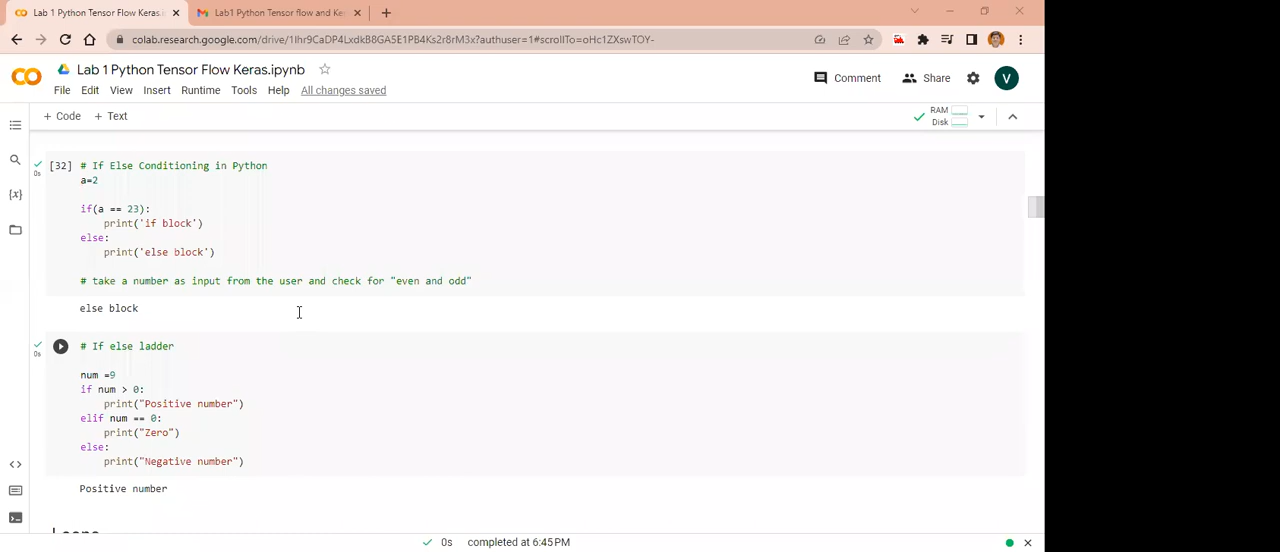 Lab 1 Python Tensor Flow Keras.i
Lab1 Python Tensor flow and Ker
colab.research.google.com/drive/1Ihr9CaDP4LxdkB8GA5E1PB4Ks2r8rM3x?authuser=1#scrollTo=oHc1ZXswTOY-
Lab 1 Python Tensor Flow Keras.ipynb
Comment
Share
V
File Edit View Insert Runtime Tools Help All changes saved
+ Code + Text
RAM
Disk
[32] # If Else Conditioning in Python
0s
a=2
if(a == 23):
print('if block')
else:
print('else block')
# take a number as input from the user and check for "even and odd"
else block
# If else ladder
0s
num =9
if num > 0:
print("Positive number")
elif num == 0:
print("Zero")
else:
print("Negative number")
Positive number
0s completed at 6:45 PM